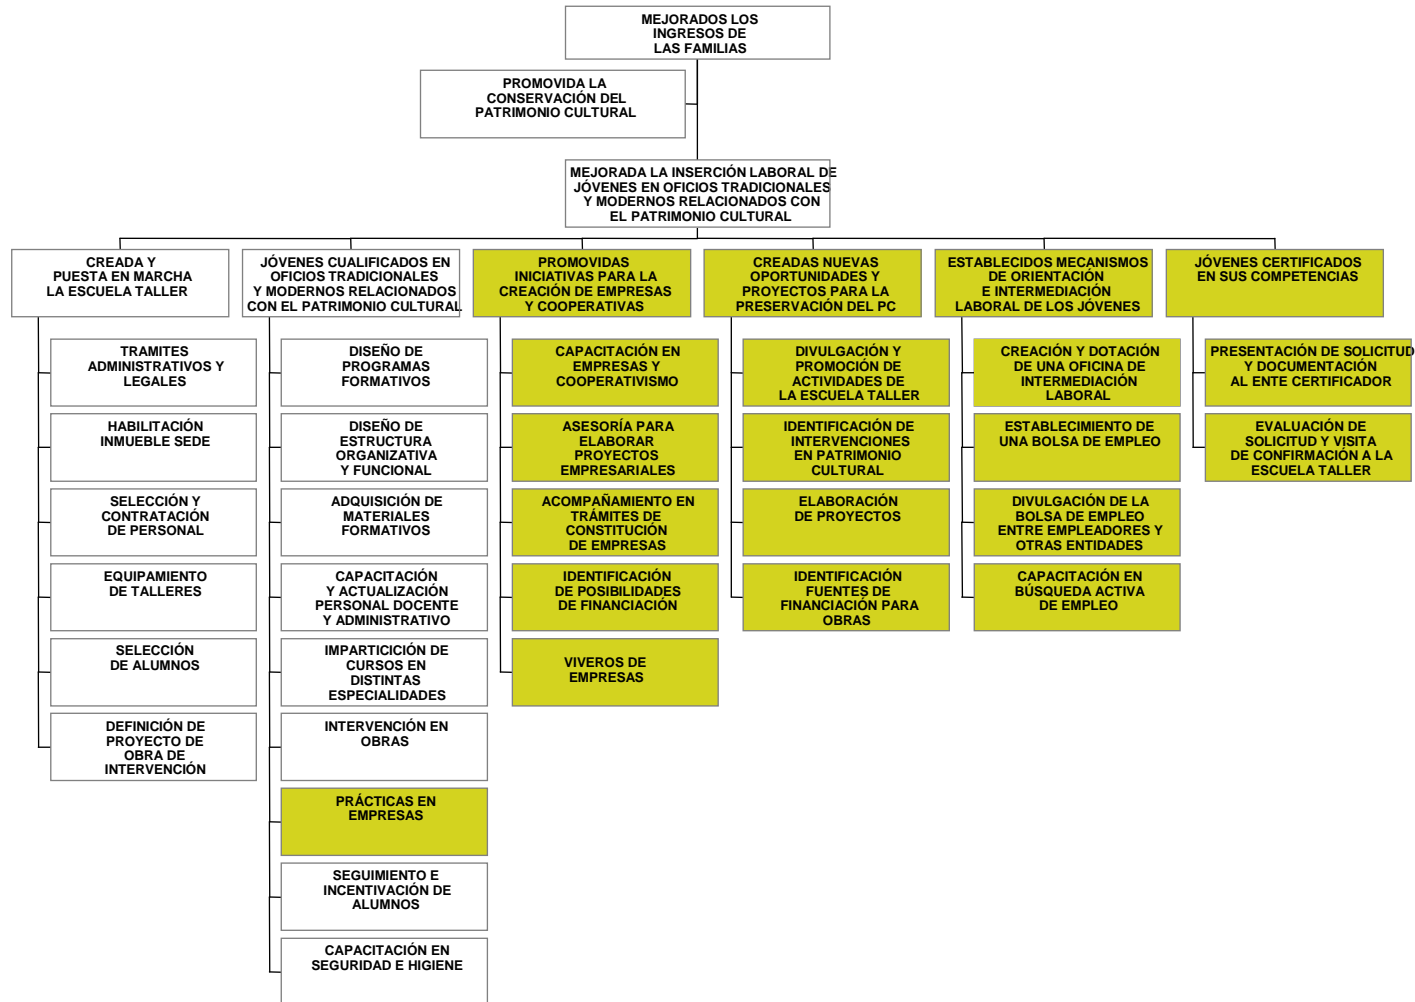 MEJORADOS LOS
INGRESOS DE
LAS FAMILIAS
PROMOVIDA LA
CONSERVACIÓN DEL
PATRIMONIO CULTURAL
MEJORADA LA INSERCIÓN LABORAL DE
JÓVENES EN OFICIOS TRADICIONALES
Y MODERNOS RELACIONADOS CON
EL PATRIMONIO CULTURAL
CREADA Y
PUESTA EN MARCHA
LA ESCUELA TALLER
TRAMITES
ADMINISTRATIVOS Y
LEGALES
HABILITACIÓN
INMUEBLE SEDE
SELECCIÓN Y
CONTRATACIÓN
DE PERSONAL
EQUIPAMIENTO
DE TALLERES
SELECCIÓN
DE ALUMNOS
DEFINICIÓN DE
PROYECTO DE
OBRA DE
INTERVENCIÓN
JÓVENES CUALIFICADOS EN
OFICIOS TRADICIONALES
Y MODERNOS RELACIONADOS
CON EL PATRIMONIO CULTURAL
DISEÑO DE
PROGRAMAS
FORMATIVOS
DISEÑO DE
ESTRUCTURA
ORGANIZATIVA
Y FUNCIONAL
ADQUISICIÓN DE
MATERIALES
FORMATIVOS
CAPACITACIÓN
Y ACTUALIZACIÓN
PERSONAL DOCENTE
Y ADMINISTRATIVO
IMPARTICICIÓN DE
CURSOS EN
DISTINTAS
ESPECIALIDADES
INTERVENCIÓN EN
OBRAS
PRÁCTICAS EN
EMPRESAS
SEGUIMIENTO E
INCENTIVACIÓN DE
ALUMNOS
CAPACITACIÓN EN
SEGURIDAD E HIGIENE
PROMOVIDAS
INICIATIVAS PARA LA
CREACIÓN DE EMPRESAS
Y COOPERATIVAS
CAPACITACIÓN EN
EMPRESAS Y
COOPERATIVISMO
ASESORÍA PARA
ELABORAR
PROYECTOS
EMPRESARIALES
ACOMPAÑAMIENTO EN
TRÁMITES DE
CONSTITUCIÓN
DE EMPRESAS
IDENTIFICACIÓN
DE POSIBILIDADES
DE FINANCIACIÓN
VIVEROS DE
EMPRESAS
CREADAS NUEVAS
OPORTUNIDADES Y
PROYECTOS PARA LA
PRESERVACIÓN DEL PC
DIVULGACIÓN Y
PROMOCIÓN DE
ACTIVIDADES DE
LA ESCUELA TALLER
IDENTIFICACIÓN DE
INTERVENCIONES
EN PATRIMONIO
CULTURAL
ELABORACIÓN
DE PROYECTOS
IDENTIFICACIÓN
FUENTES DE
FINANCIACIÓN PARA
OBRAS
ESTABLECIDOS MECANISMOS
DE ORIENTACIÓN
E INTERMEDIACIÓN
LABORAL DE LOS JÓVENES
CREACIÓN Y DOTACIÓN
DE UNA OFICINA DE
INTERMEDIACIÓN
LABORAL
ESTABLECIMIENTO DE
UNA BOLSA DE EMPLEO
DIVULGACIÓN DE LA
BOLSA DE EMPLEO
ENTRE EMPLEADORES Y
OTRAS ENTIDADES
CAPACITACIÓN EN
BÚSQUEDA ACTIVA
DE EMPLEO
JÓVENES CERTIFICADOS
EN SUS COMPETENCIAS
PRESENTACIÓN DE SOLICITUD
Y DOCUMENTACIÓN
AL ENTE CERTIFICADOR
EVALUACIÓN DE
SOLICITUD Y VISITA
DE CONFIRMACIÓN A LA
ESCUELA TALLER